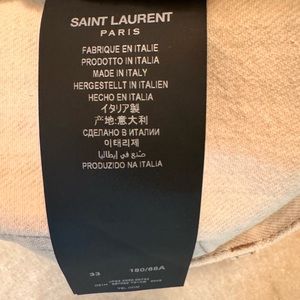 SAINT LAURENT
PARIS
FABRIQUE EN ITALIE
PRODOTTO IN ITALIA
MADE IN ITALY
HERGESTELLT IN ITALIEN
HECHO EN ITALIA
イタリア製
产地:意大利
СДЕЛАНО В ИТАЛИИ
이태리제
صنع في إيطاليا
PRODUZIDO NA ITALIA
33 180/88A
YSL.COM